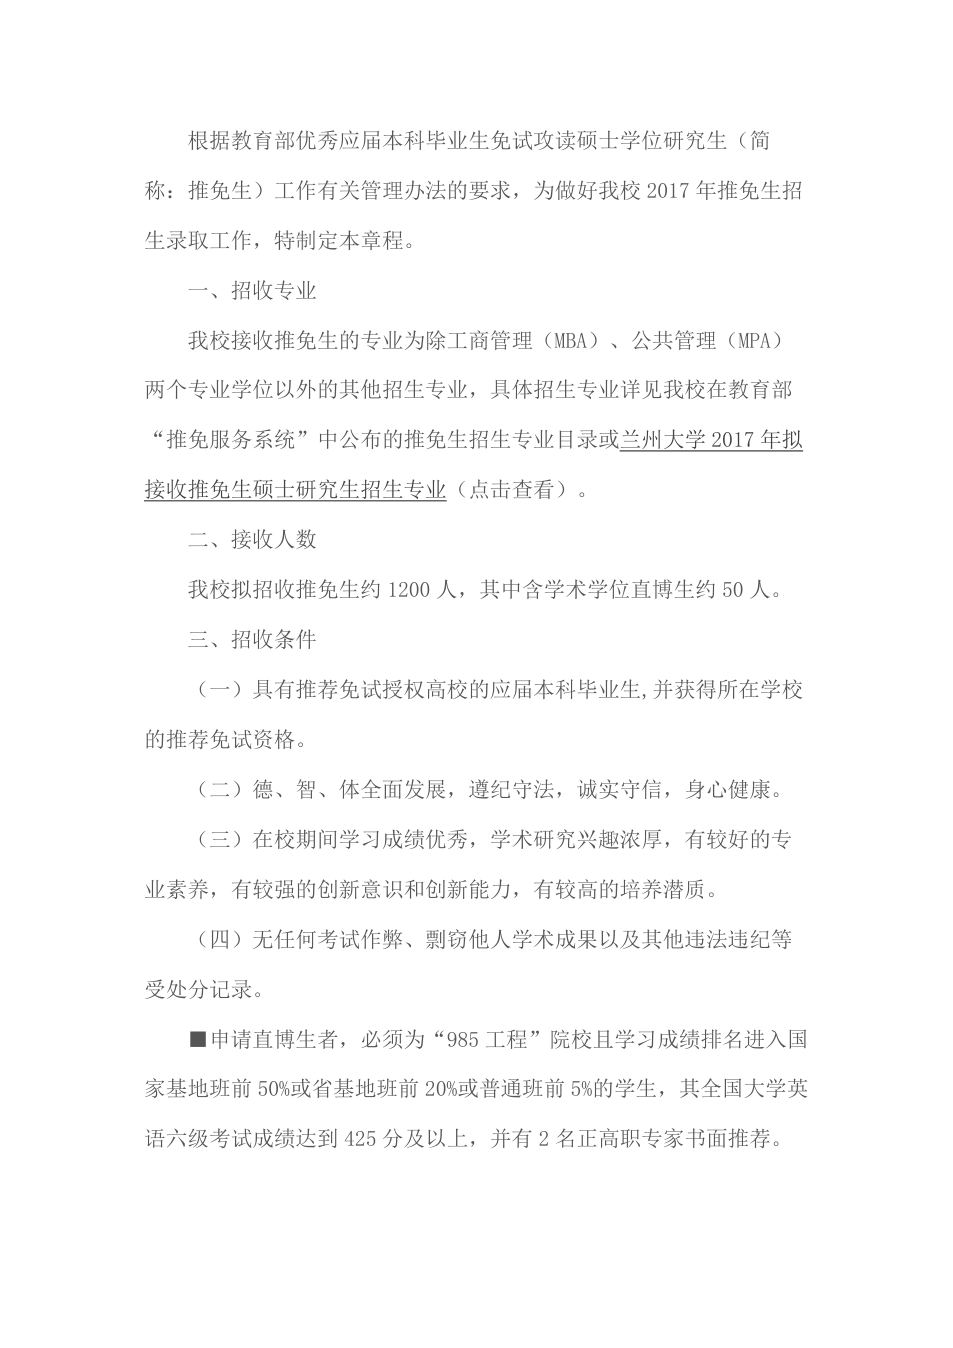 根据教育部优秀应届本科毕业生免试攻读硕士学位研究生（简
称：推免生）工作有关管理办法的要求，为做好我校 2017 年推免生招
生录取工作，特制定本章程。
一、招收专业
我校接收推免生的专业为除工商管理（MBA）、公共管理（MPA）
两个专业学位以外的其他招生专业，具体招生专业详见我校在教育部
“推免服务系统”中公布的推免生招生专业目录或兰州大学 2017 年拟
接收推免生硕士研究生招生专业（点击查看）。
二、接收人数
我校拟招收推免生约 1200 人，其中含学术学位直博生约 50 人。
三、招收条件
（一）具有推荐免试授权高校的应届本科毕业生,并获得所在学校
的推荐免试资格。
（二）德、智、体全面发展，遵纪守法，诚实守信，身心健康。
（三）在校期间学习成绩优秀，学术研究兴趣浓厚，有较好的专
业素养，有较强的创新意识和创新能力，有较高的培养潜质。
（四）无任何考试作弊、剽窃他人学术成果以及其他违法违纪等
受处分记录。
■申请直博生者，必须为“985 工程”院校且学习成绩排名进入国
家基地班前 50%或省基地班前 20%或普通班前 5%的学生，其全国大学英
语六级考试成绩达到 425 分及以上，并有 2 名正高职专家书面推荐。